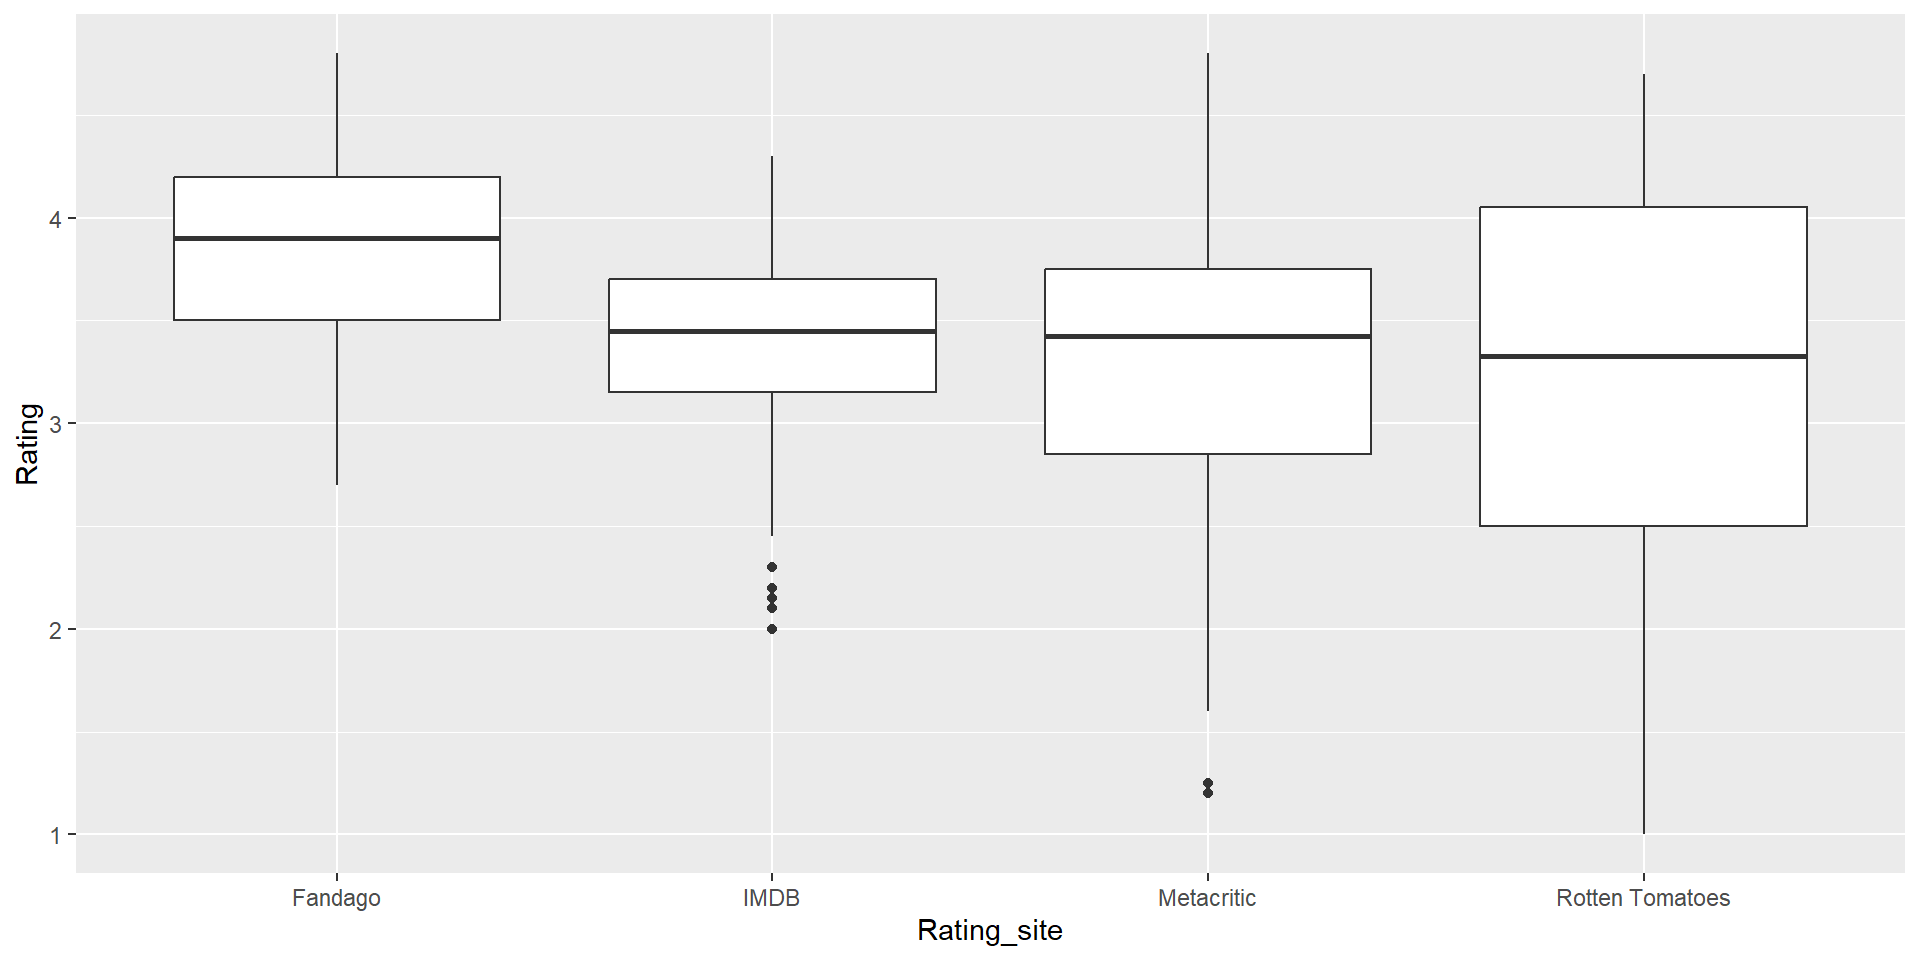 4
3
2
1
Rating
Fandago
IMDB
Metacritic
Rotten Tomatoes
Rating_site